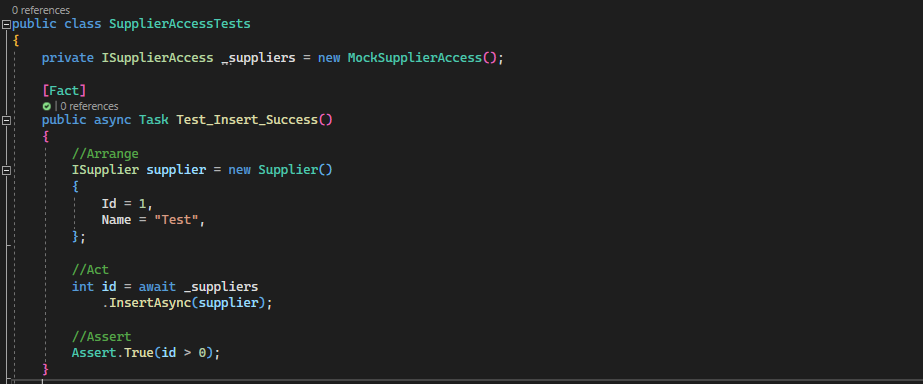 0 references
public class SupplierAccessTests
{
private ISupplierAccess _suppliers = new MockSupplierAccess();
[Fact]
| 0 references
public async Task Test_Insert_Success()
{
//Arrange
ISupplier supplier = new Supplier()
{
Id = 1,
Name = "Test",
};
//Act
int id = await _suppliers
.InsertAsync(supplier);
//Assert
Assert.True(id > 0);
}